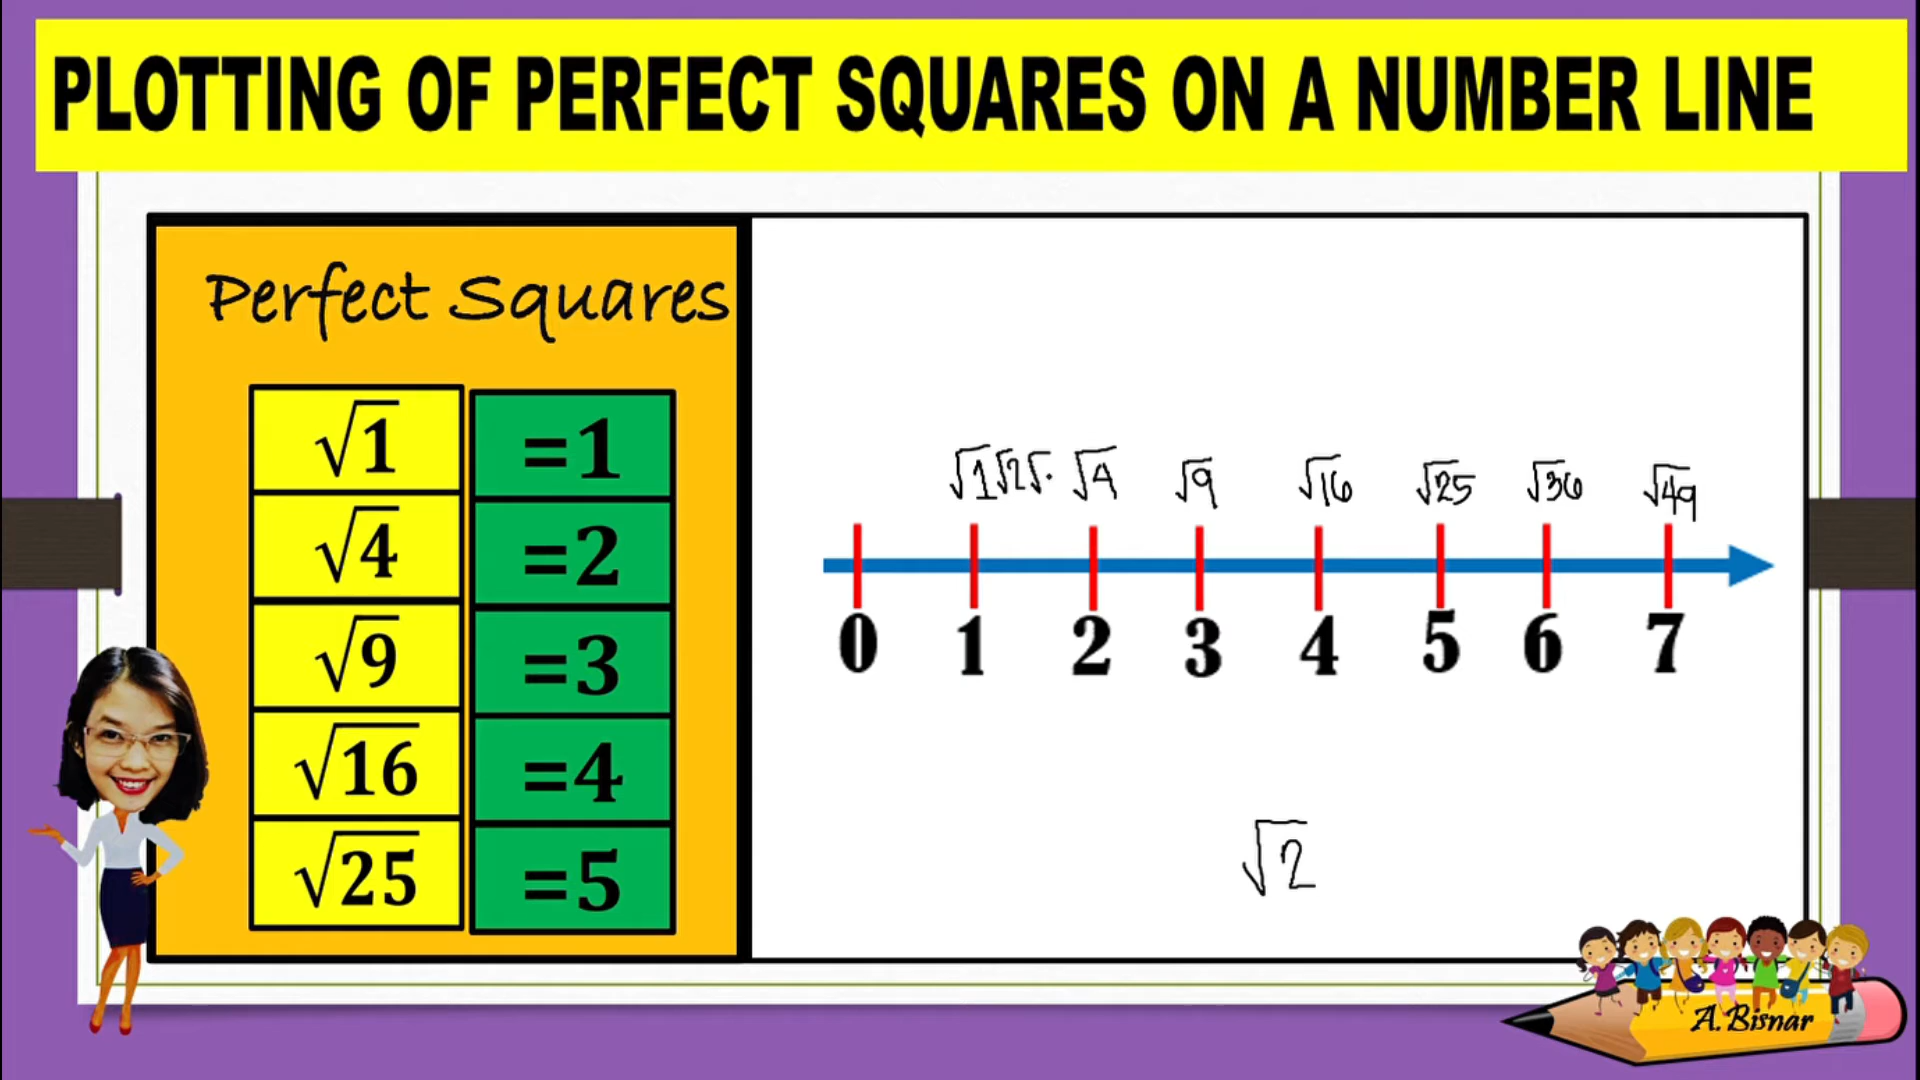 PLOTTING OF PERFECT SQUARES ON A NUMBER LINE
Perfect Squares
√1 =1
√4 =2
√9 =3
√16 =4
√25 =5
√1 √2 √. √4 √9 √16 √25 √36 √49
0 1 2 3 4 5 6 7
√2
A. Bisnar